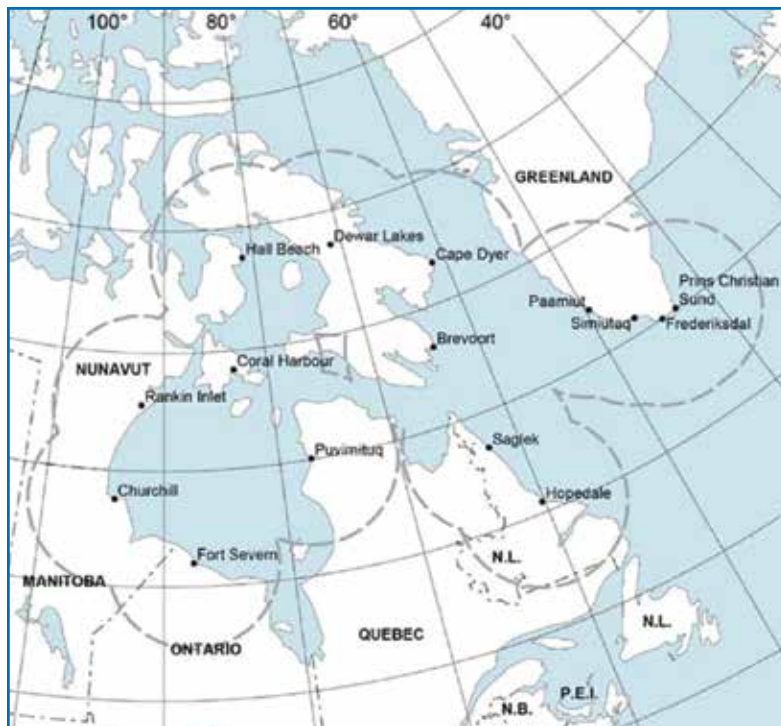 100° 80° 60° 40°
GREENLAND
Dewar Lakes
Hall Beach
Cape Dyer
Prins Christian
Sund
Paamiut
Simiutaq
Frederiksdal
Brevoort
NUNAVUT
Coral Harbour
Rankin Inlet
Saglek
Puvirnituq
Churchill
Hopedale
Fort Severn
N.L.
MANITOBA
N.L.
QUEBEC
ONTARIO
P.E.I.
N.B.